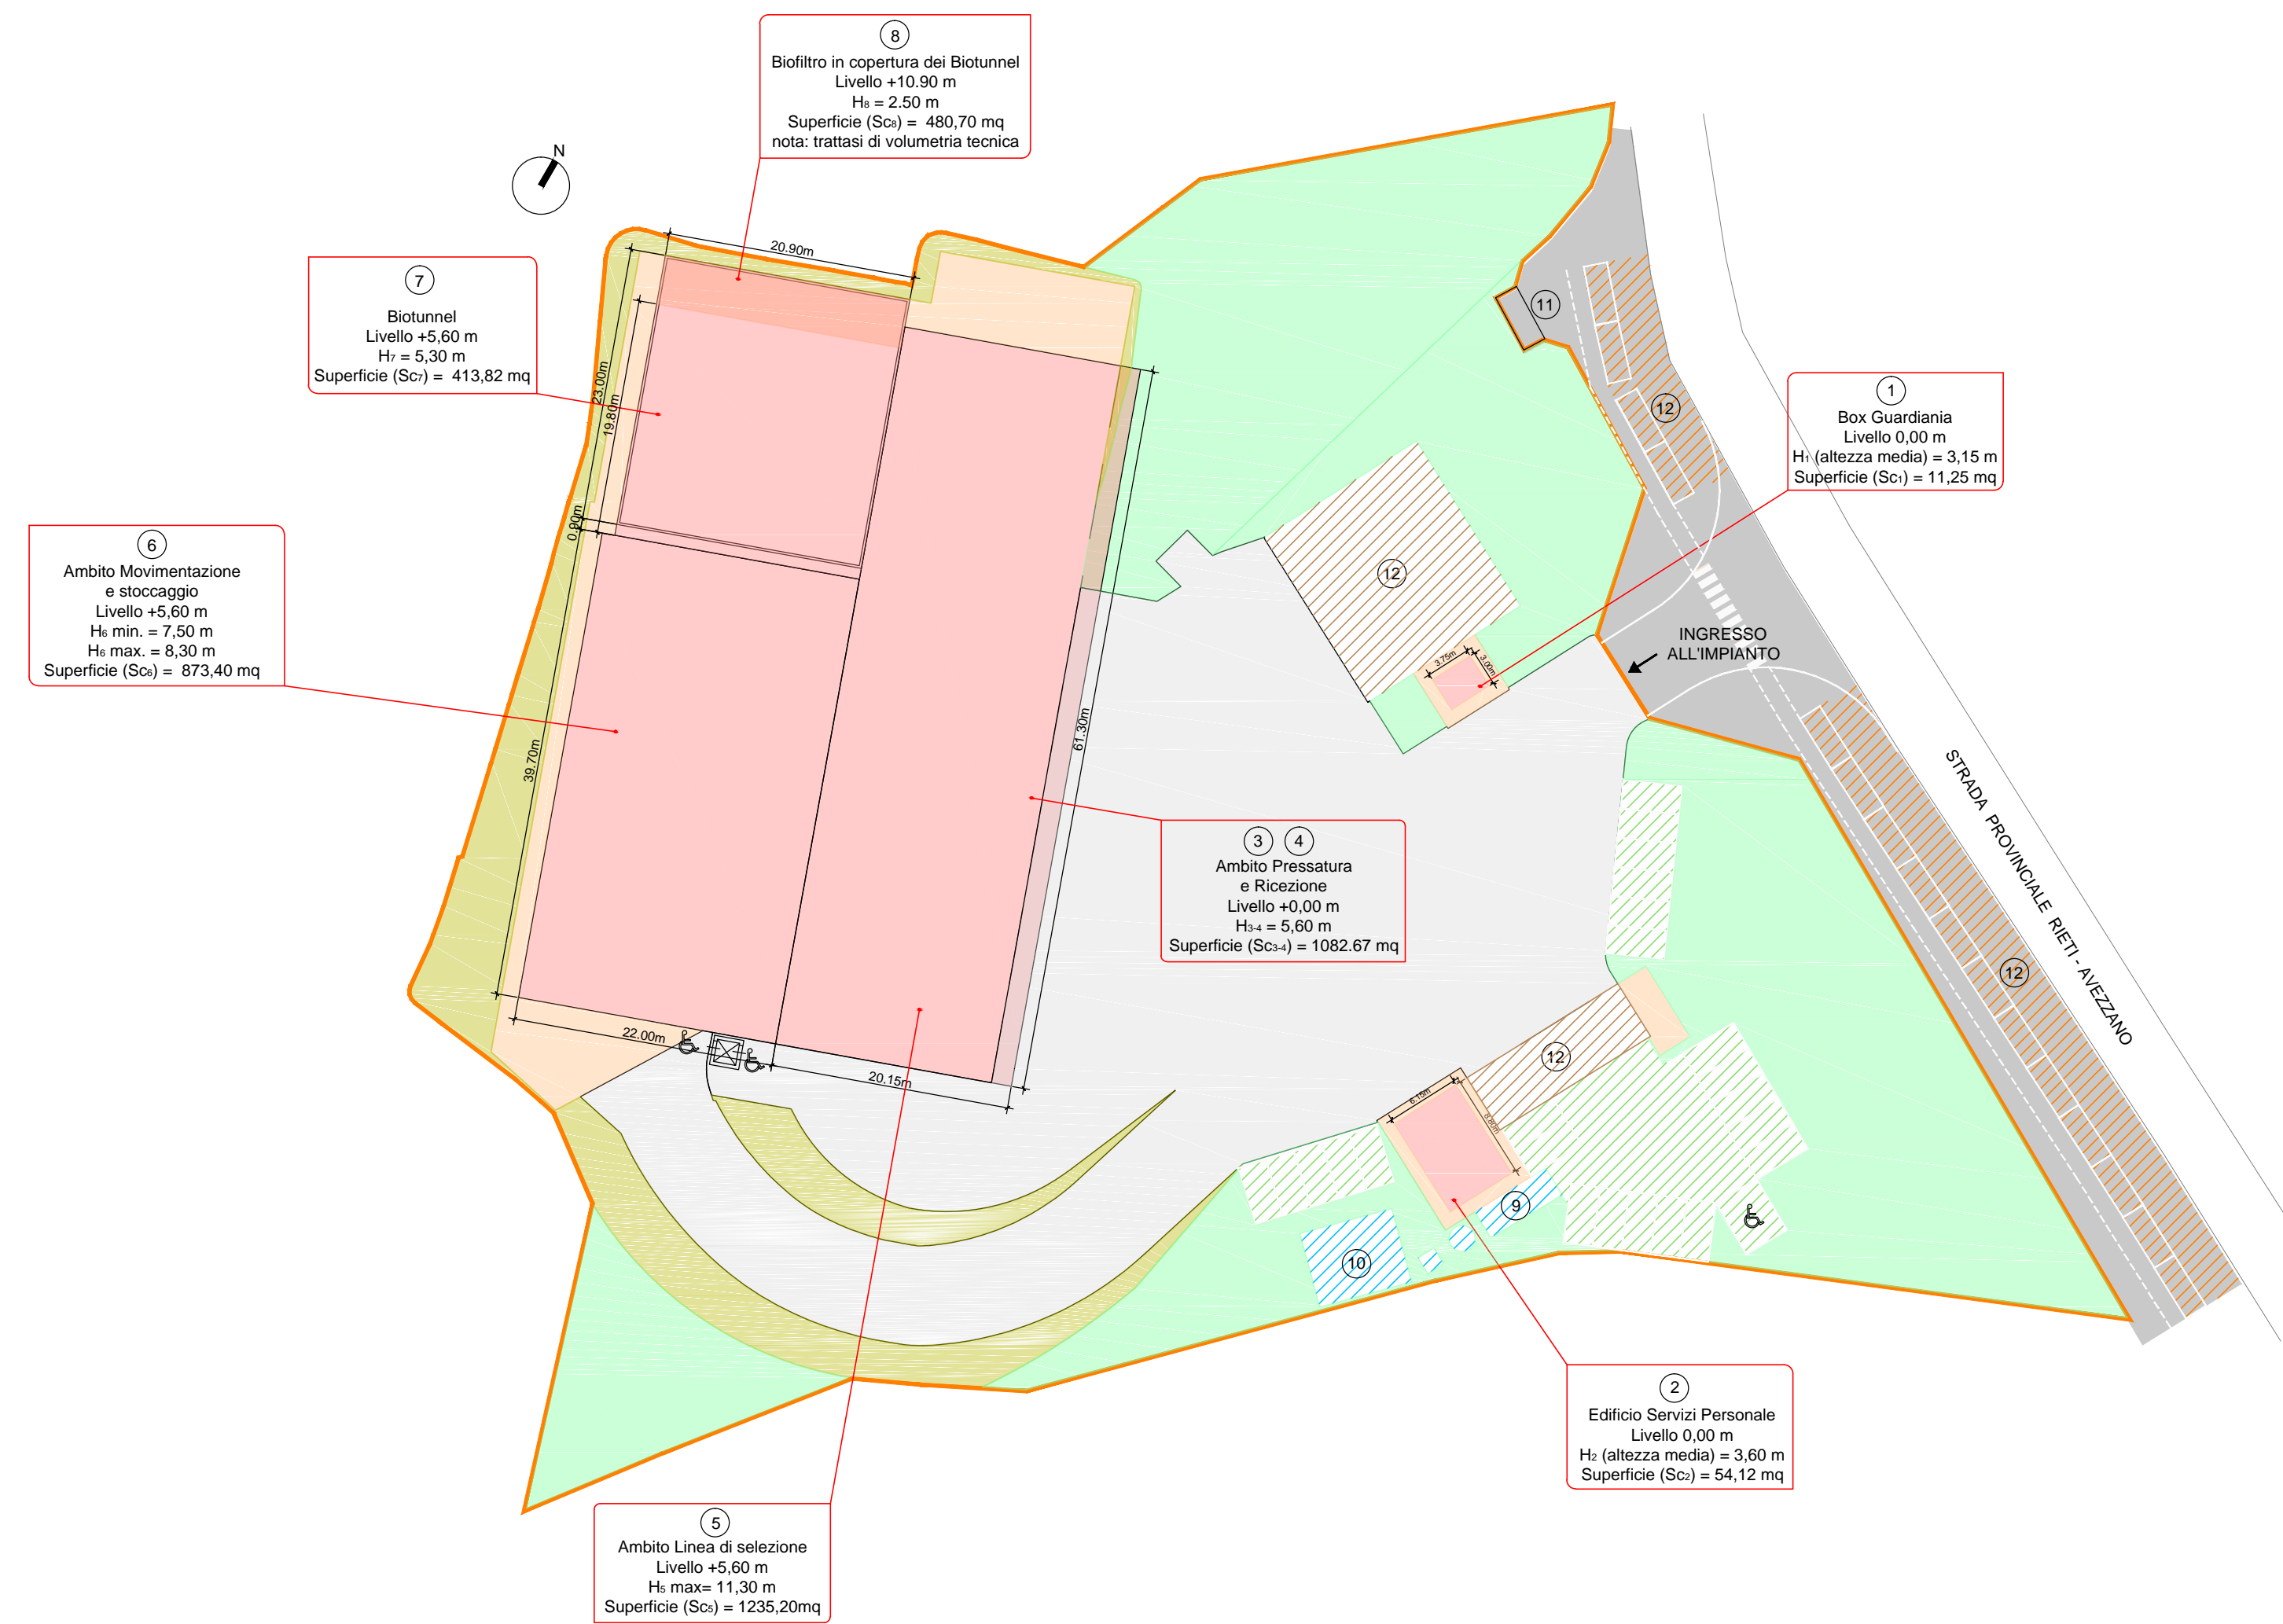 8
Biofiltro in copertura dei Biotunnel
Livello +10.90 m
H8 = 2.50 m
Superficie (Sc8) = 480,70 mq
nota: trattasi di volumetria tecnica
N
20.90m
7
Biotunnel
Livello +5,60 m
H7 = 5,30 m
Superficie (Sc7) = 413,82 mq
11
12
1
Box Guardiania
Livello 0,00 m
H1 (altezza media) = 3,15 m
Superficie (Sc1) = 11,25 mq
23.00m
19.80m
0.90m
6
Ambito Movimentazione
e stoccaggio
Livello +5,60 m
H6 min. = 7,50 m
H6 max. = 8,30 m
Superficie (Sc6) = 873,40 mq
12
INGRESSO
ALL'IMPIANTO
3.75m
3.00m
39.70m
61.30m
STRADA PROVINCIALE RIETI - AVEZZANO
3 4
Ambito Pressatura
e Ricezione
Livello +0,00 m
H3-4 = 5,60 m
Superficie (Sc3-4) = 1082.67 mq
12
22.00m
20.15m
12
6.15m
8.80m
9
10
2
Edificio Servizi Personale
Livello 0,00 m
H2 (altezza media) = 3,60 m
Superficie (Sc2) = 54,12 mq
5
Ambito Linea di selezione
Livello +5,60 m
H5 max= 11,30 m
Superficie (Sc5) = 1235,20mq